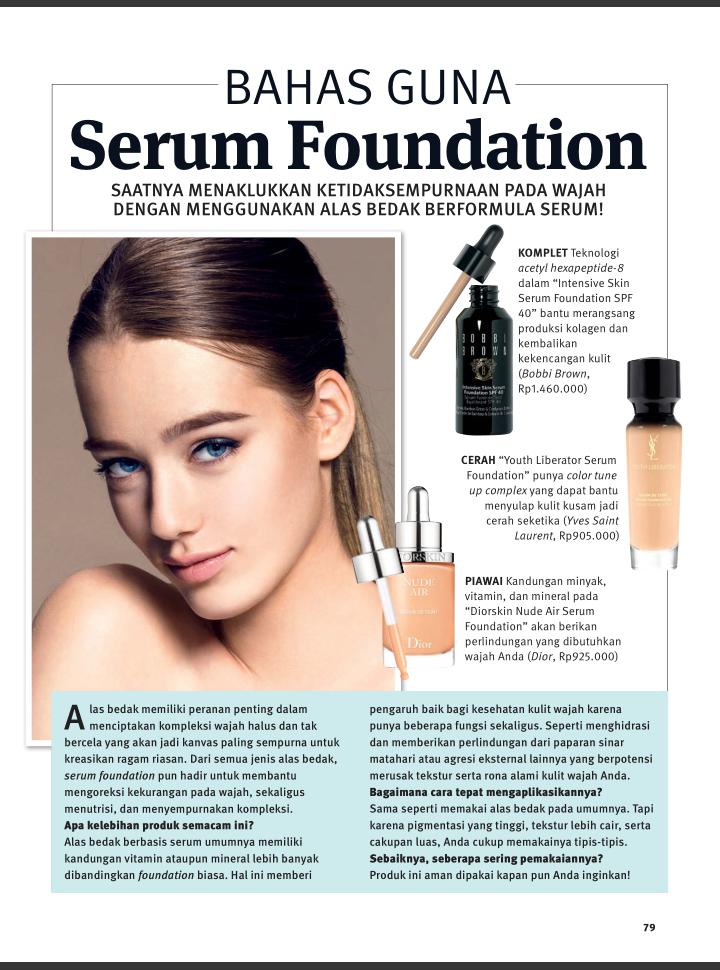 BAHAS GUNA
Serum Foundation
SAATNYA MENAKLUKKAN KETIDAKSEMPURNAAN PADA WAJAH
DENGAN MENGGUNAKAN ALAS BEDAK BERFORMULA SERUM!
KOMPLET Teknologi
acetyl hexapeptide-8
dalam “Intensive Skin
Serum Foundation SPF
40” bantu merangsang
produksi kolagen dan
kembalikan
kekencangan kulit
(Bobbi Brown,
Rp1.460.000)
BOBBI
BROWN
Intensive Skin Serum
Foundation SPF 40
CERAH “Youth Liberator Serum
Foundation” punya color tune
up complex yang dapat bantu
menyulap kulit kusam jadi
cerah seketika (Yves Saint
Laurent, Rp905.000)
YSL
YOUTH LIBERATOR
PIAWAI Kandungan minyak,
vitamin, dan mineral pada
“Diorskin Nude Air Serum
Foundation” akan berikan
perlindungan yang dibutuhkan
wajah Anda (Dior, Rp925.000)
DIORSKIN
NUDE
AIR
Dior
Alas bedak memiliki peranan penting dalam
menciptakan kompleksi wajah halus dan tak
bercela yang akan jadi kanvas paling sempurna untuk
kreasikan ragam riasan. Dari semua jenis alas bedak,
serum foundation pun hadir untuk membantu
mengoreksi kekurangan pada wajah, sekaligus
menutrisi, dan menyempurnakan kompleksi.
Apa kelebihan produk semacam ini?
Alas bedak berbasis serum umumnya memiliki
kandungan vitamin ataupun mineral lebih banyak
dibandingkan foundation biasa. Hal ini memberi
pengaruh baik bagi kesehatan kulit wajah karena
punya beberapa fungsi sekaligus. Seperti menghidrasi
dan memberikan perlindungan dari paparan sinar
matahari atau agresi eksternal lainnya yang berpotensi
merusak tekstur serta rona alami kulit wajah Anda.
Bagaimana cara tepat mengaplikasikannya?
Sama seperti memakai alas bedak pada umumnya. Tapi
karena pigmentasi yang tinggi, tekstur lebih cair, serta
cakupan luas, Anda cukup memakainya tipis-tipis.
Sebaiknya, seberapa sering pemakaiannya?
Produk ini aman dipakai kapan pun Anda inginkan!
79